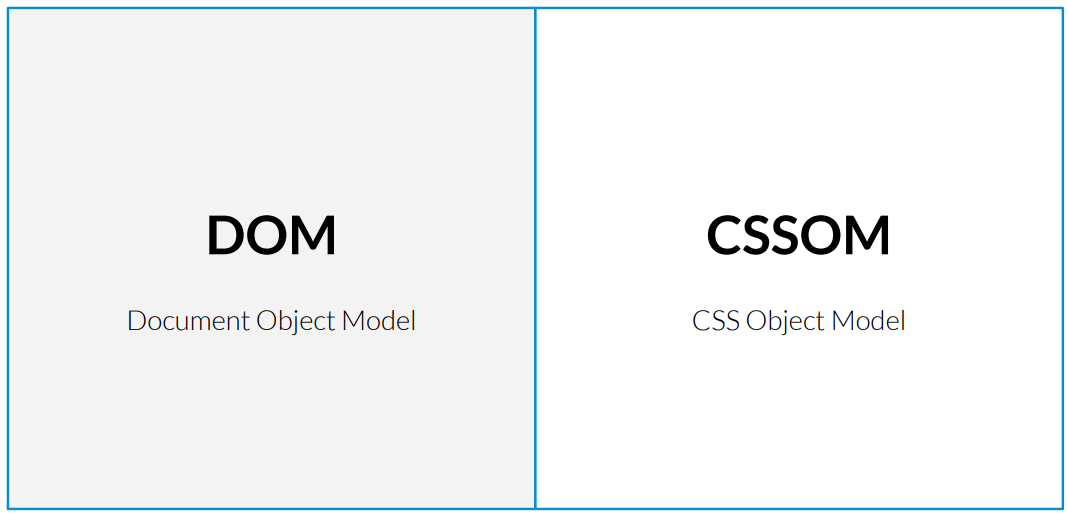 DOM
Document Object Model
CSSOM
CSS Object Model